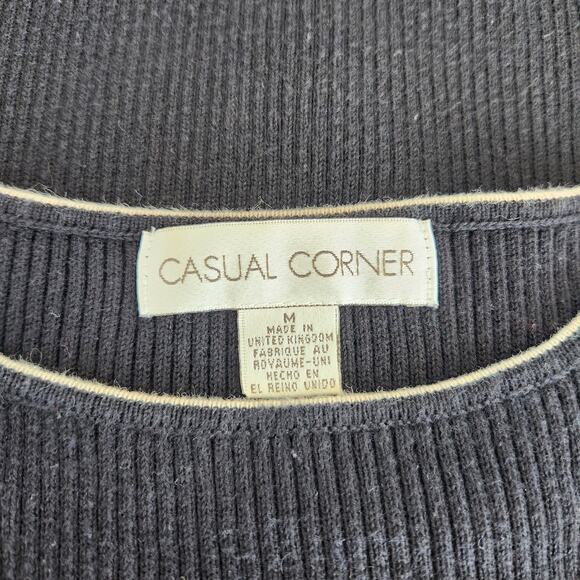 CASUAL CORNER
M
MADE IN
UNITED KINGDOM
FABRIQUE AU
ROYAUME-UNI
HECHO EN
EL REINO UNIDO